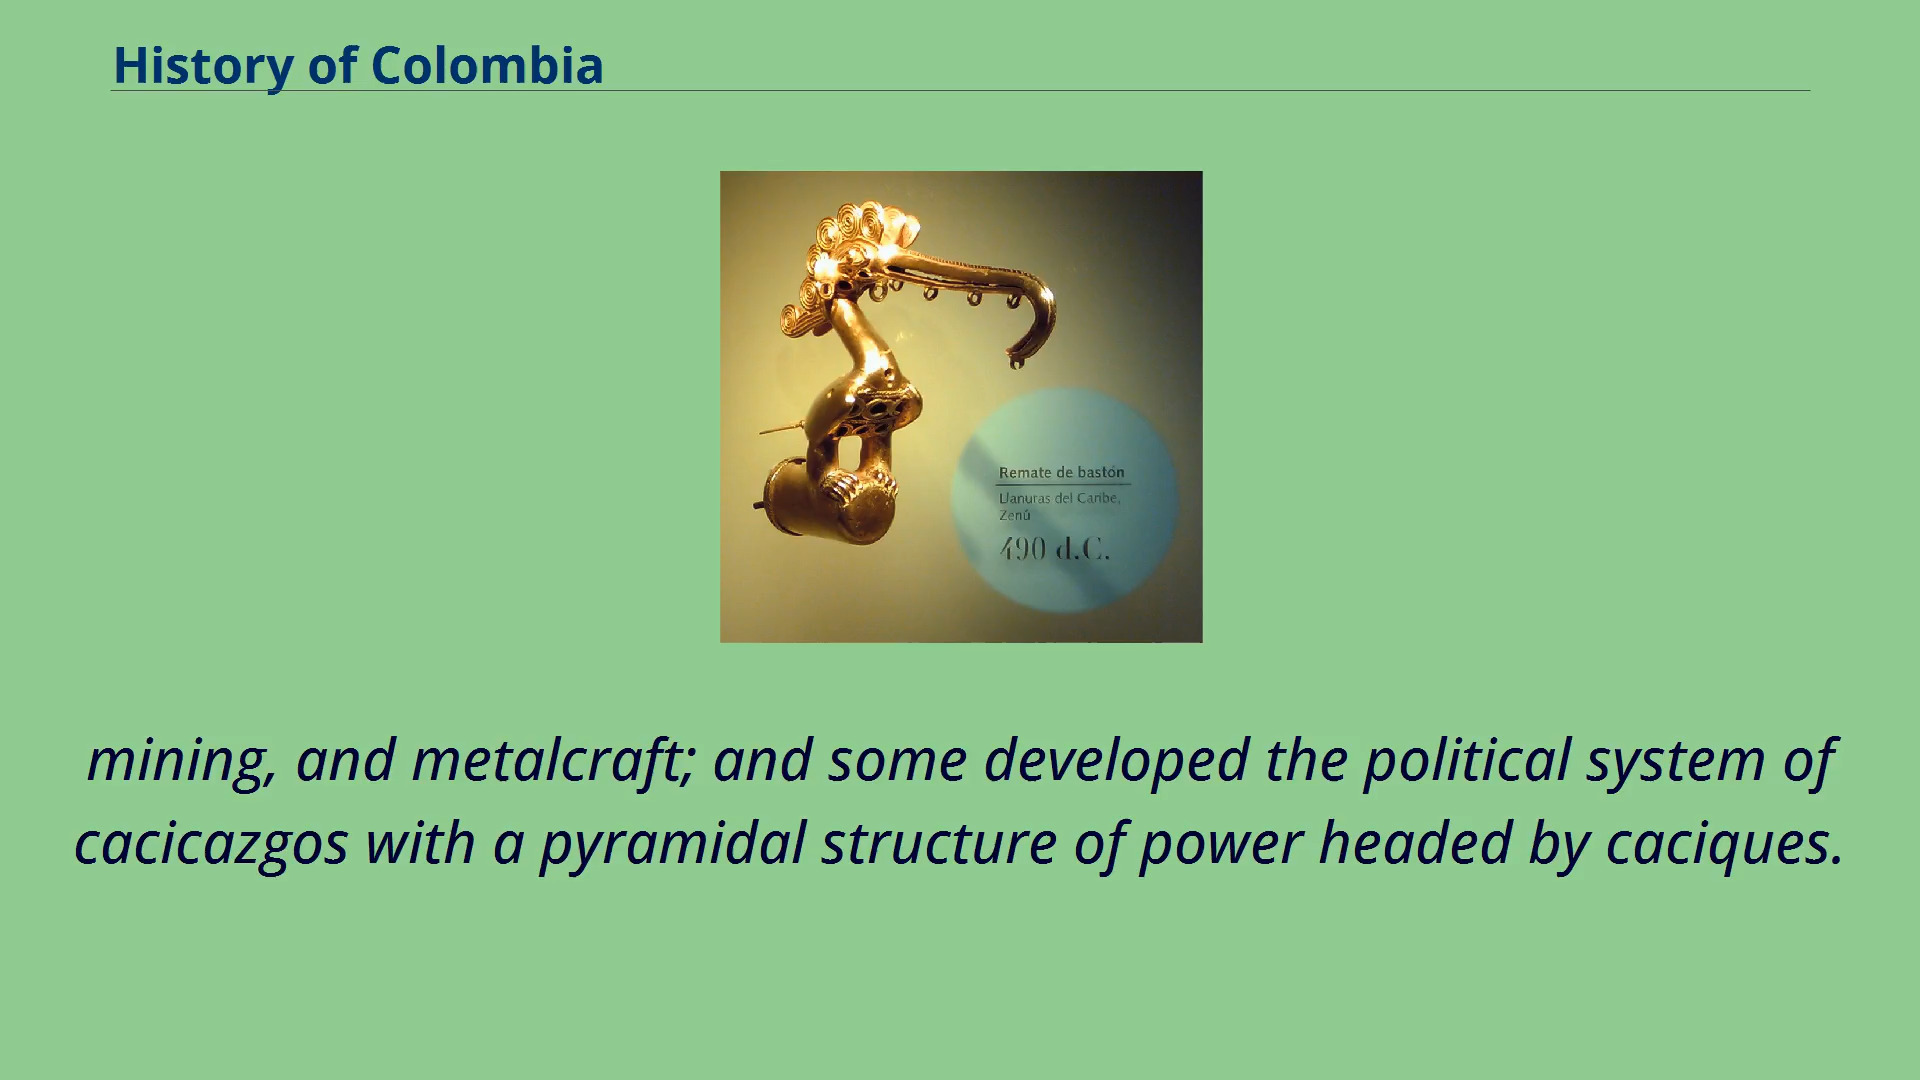 History of Colombia
Remate de bastón
Llanuras del Caribe,
Zenú
490 d.C.
mining, and metalcraft; and some developed the political system of
cacicazgos with a pyramidal structure of power headed by caciques.